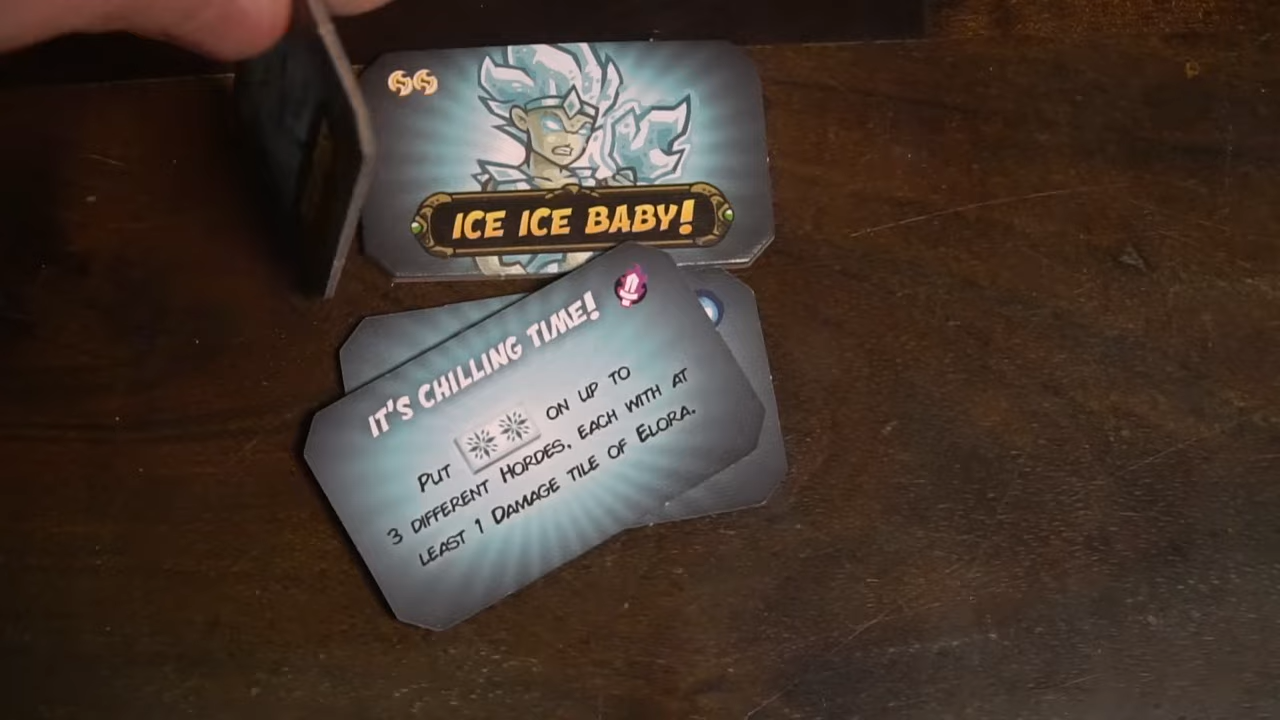 ICE ICE BABY!
IT'S CHILLING TIME!
PUT ON UP TO
3 DIFFERENT HORDES, EACH WITH AT
LEAST 1 DAMAGE TILE OF ELORA.